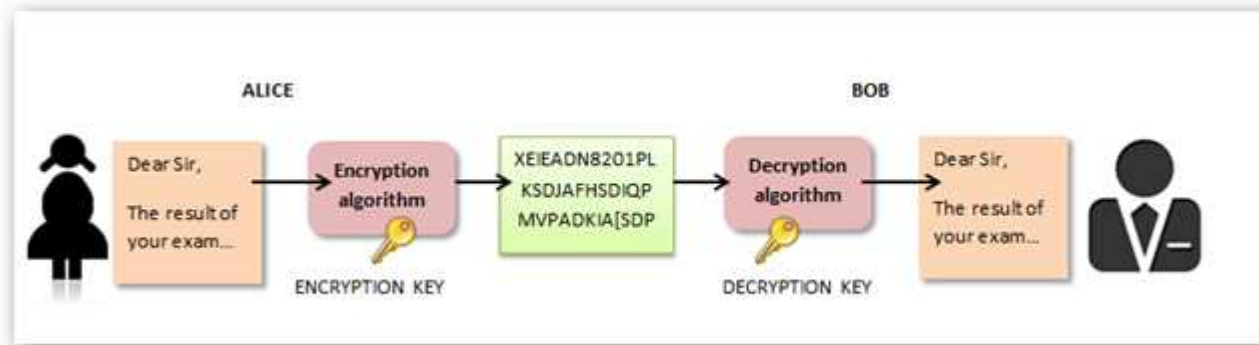 ALICE
BOB
Dear Sir,
The result of
your exam...
Encryption
algorithm
ENCRYPTION KEY
XEIEADN8201PL
KSDJAFHSDIQP
MVPADKIA[SDP
Decryption
algorithm
DECRYPTION KEY
Dear Sir,
The result of
your exam...